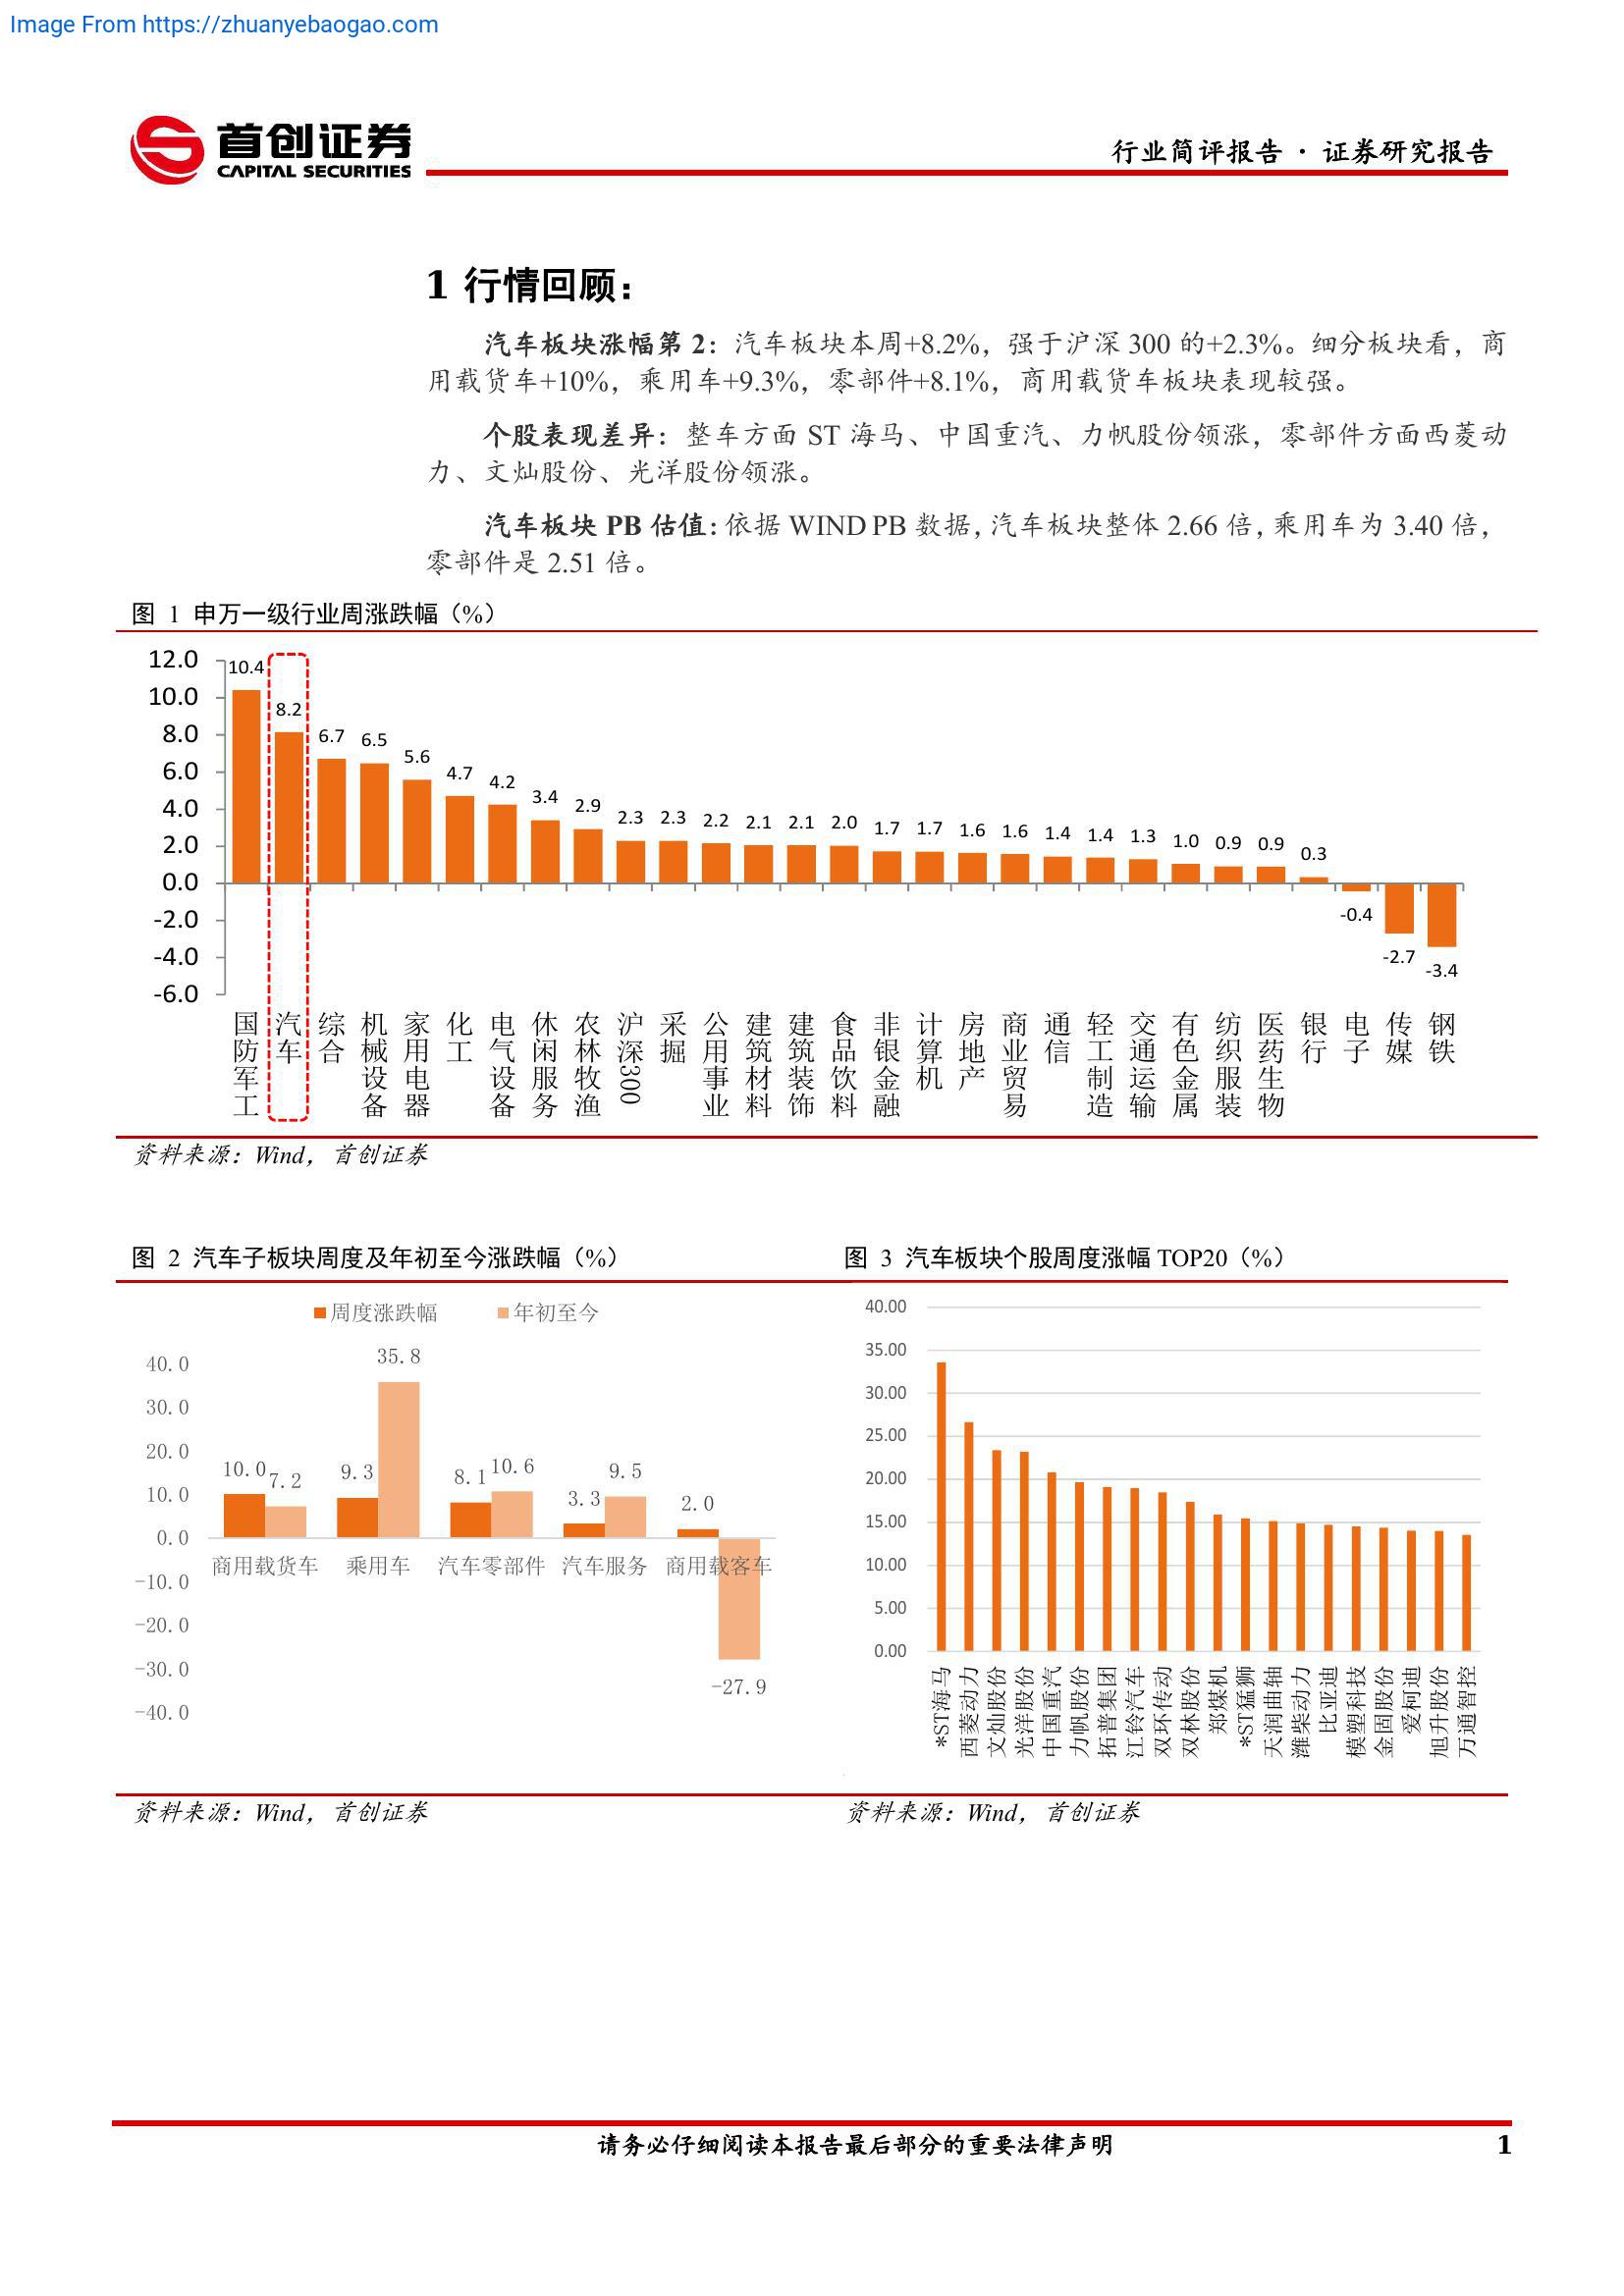 Image From https://zhuanyebaogao.com
首创证券
CAPITAL SECURITIES
行业简评报告 · 证券研究报告
1 行情回顾：
汽车板块涨幅第 2：汽车板块本周+8.2%，强于沪深 300 的+2.3%。细分板块看，商
用载货车+10%，乘用车+9.3%，零部件+8.1%，商用载货车板块表现较强。
个股表现差异：整车方面 ST 海马、中国重汽、力帆股份领涨，零部件方面西菱动
力、文灿股份、光洋股份领涨。
汽车板块 PB 估值：依据 WIND PB 数据，汽车板块整体 2.66 倍，乘用车为 3.40 倍，
零部件是 2.51 倍。
图 1 申万一级行业周涨跌幅（%）
12.0
10.0
8.0
6.0
4.0
2.0
0.0
-2.0
-4.0
-6.0
10.4 8.2 6.7 6.5 5.6 4.7 4.2 3.4 2.9 2.3 2.3 2.2 2.1 2.1 2.0 1.7 1.7 1.6 1.6 1.4 1.4 1.3 1.0 0.9 0.9 0.3 -0.4 -2.7 -3.4
国防军工
汽车
综合
机械设备
家用电器
化工
电气设备
休闲服务
农林牧渔
沪深300
采掘
公用事业
建筑材料
建筑装饰
食品饮料
非银金融
计算机
房地产
商业贸易
通信
轻工制造
交通运输
有色金属
纺织服装
医药生物
银行
电子
传媒
钢铁
资料来源：Wind，首创证券
图 2 汽车子板块周度及年初至今涨跌幅（%）
周度涨跌幅 年初至今
40.0
30.0
20.0
10.0
0.0
-10.0
-20.0
-30.0
-40.0
10.0 7.2 9.3 35.8 8.1 10.6 3.3 9.5 2.0 -27.9
商用载货车 乘用车 汽车零部件 汽车服务 商用载客车
资料来源：Wind，首创证券
图 3 汽车板块个股周度涨幅 TOP20（%）
40.00
35.00
30.00
25.00
20.00
15.00
10.00
5.00
0.00
*ST海马
西菱动力
文灿股份
光洋股份
中国重汽
力帆股份
拓普集团
江铃汽车
双环传动
双林股份
郑煤机
*ST猛狮
天润曲轴
潍柴动力
比亚迪
模塑科技
金固股份
爱柯迪
旭升股份
万通智控
资料来源：Wind，首创证券
请务必仔细阅读本报告最后部分的重要法律声明
1